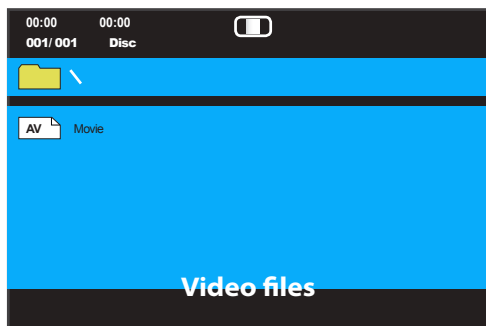 00:00 00:00
001/001 Disc
\
AV Movie
Video files